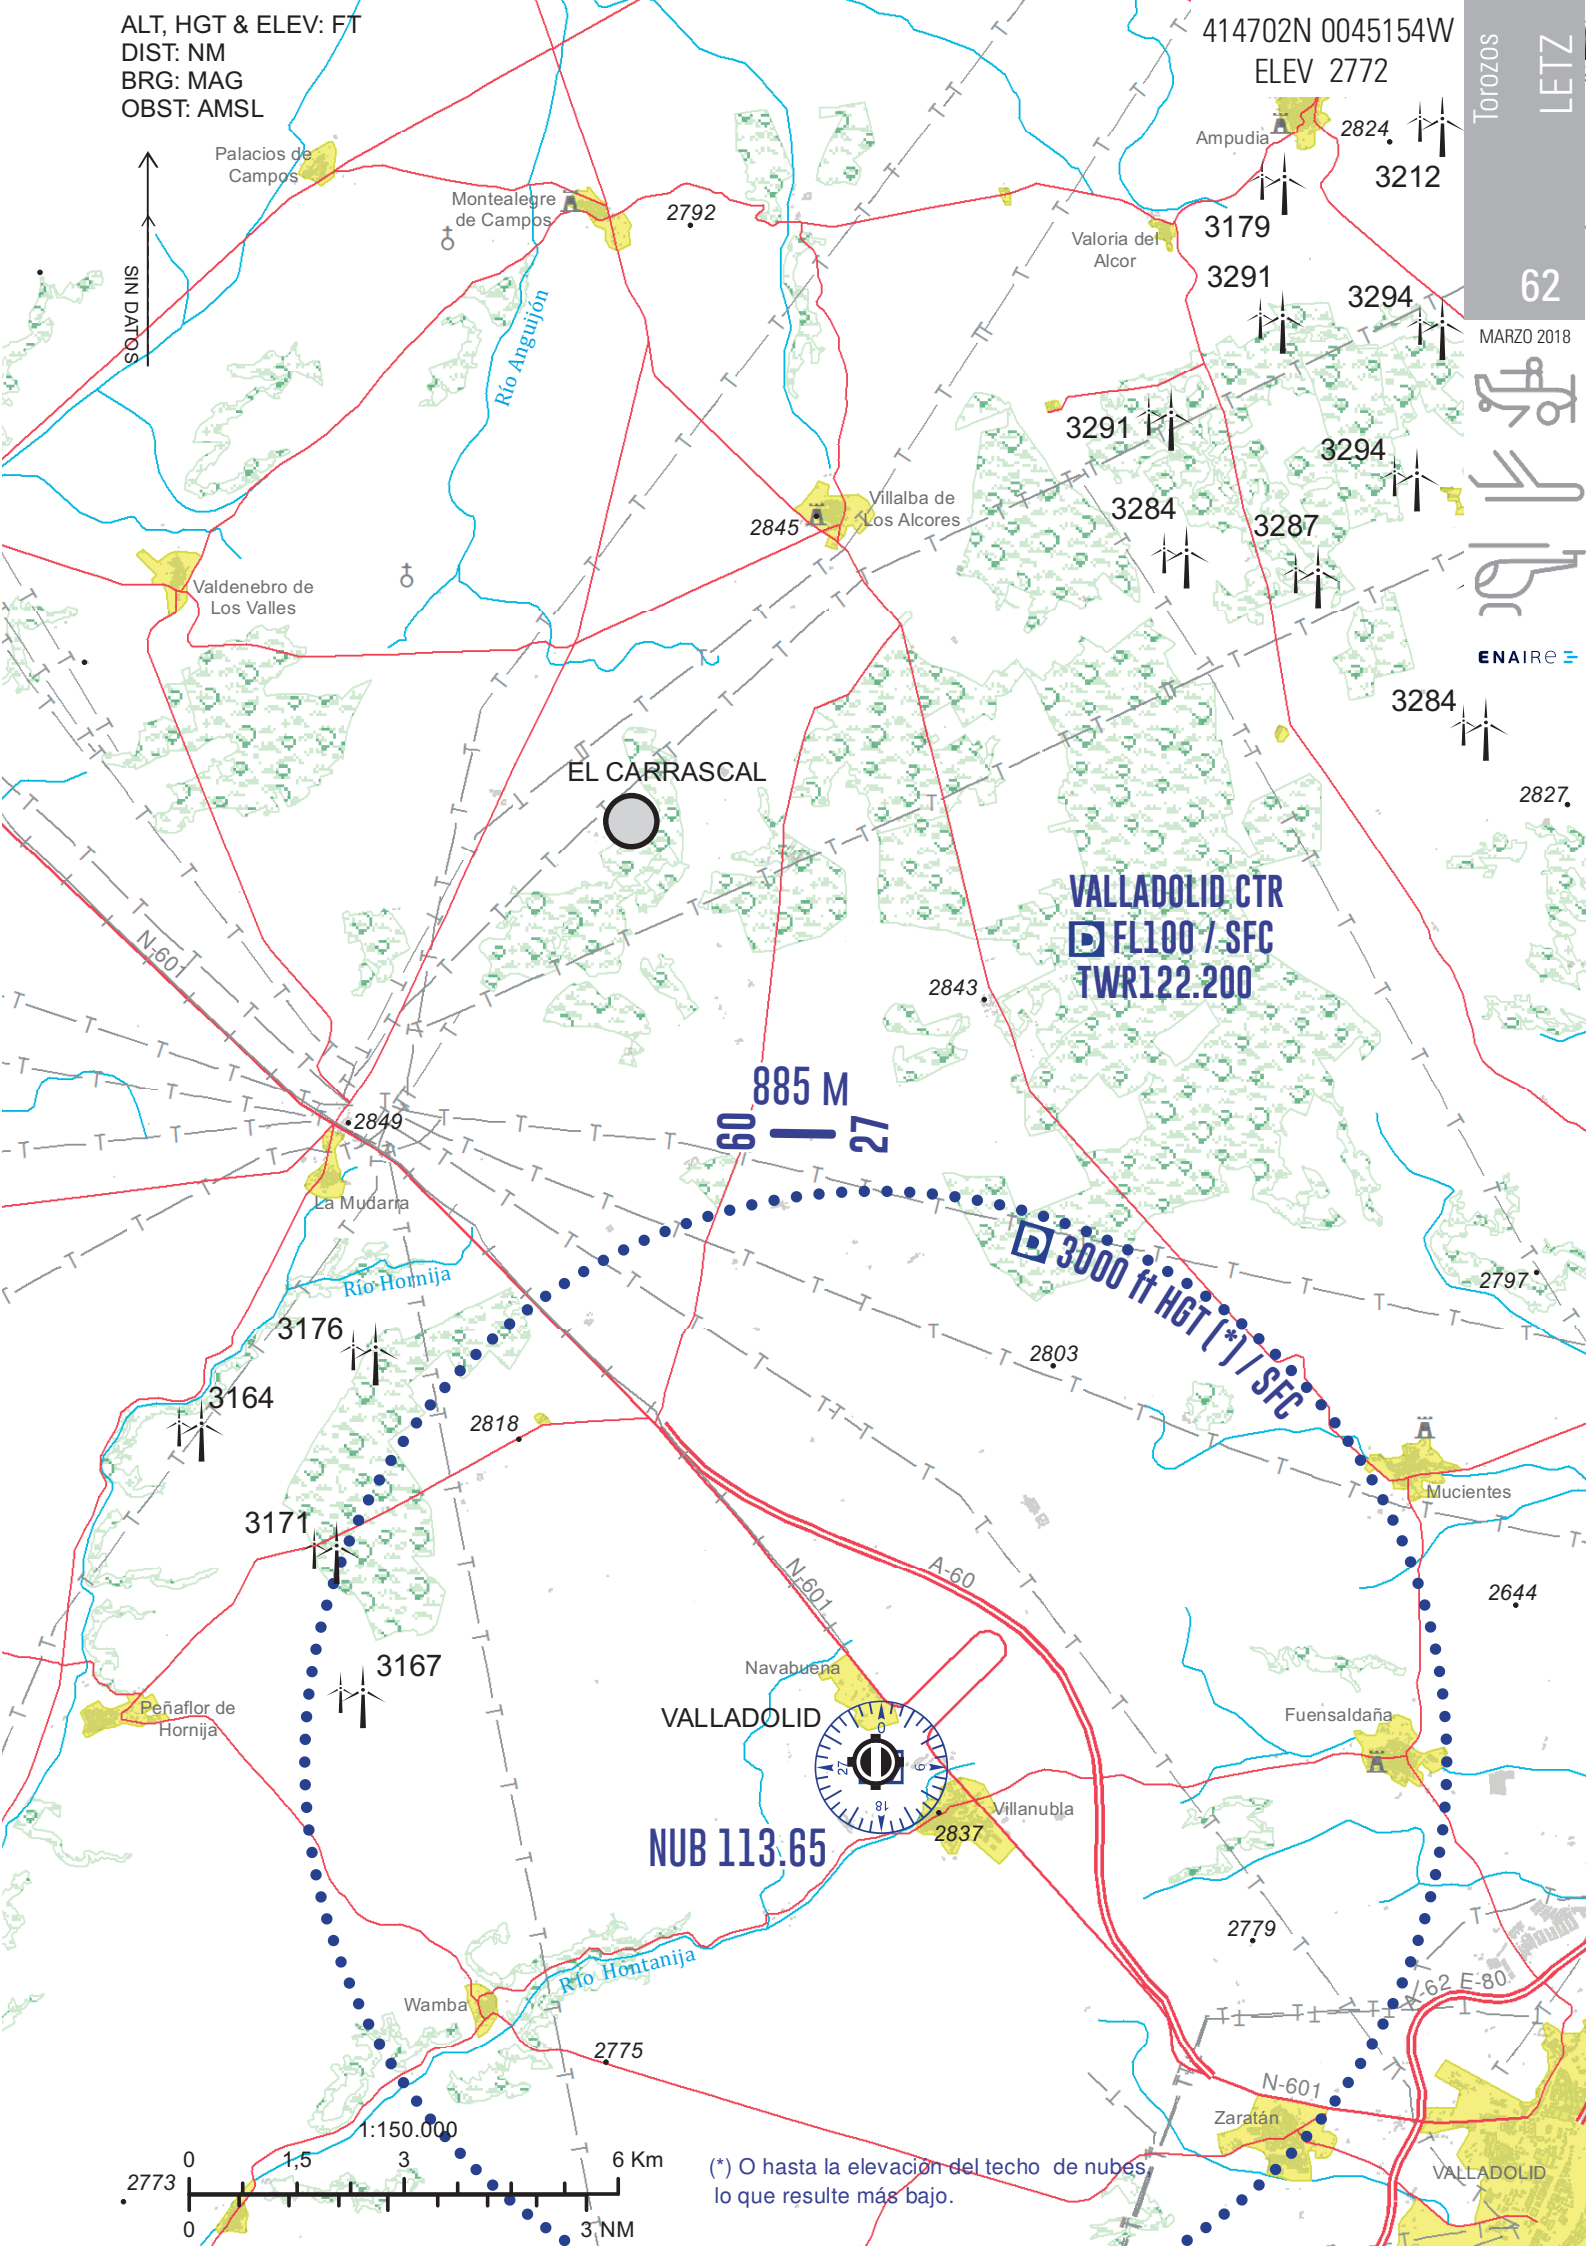 ALT, HGT & ELEV: FT
DIST: NM
BRG: MAG
OBST: AMSL
414702N 0045154W
ELEV 2772
Torozos
LETZ
62
MARZO 2018
ENAIRe
SIN DATOS
Palacios de
Campos
Montealegre
de Campos
2792
Ampudia
2824
3212
3179
Valoria del
Alcor
3291
3294
Río Anguijón
3291
3294
Villalba de
Los Alcores
2845
3284
3287
Valdenebro de
Los Valles
3284
EL CARRASCAL
2827
VALLADOLID CTR
D FL100 / SFC
TWR122.200
N-601
2843
885 M
09
27
2849
La Mudarra
Río Hornija
D 3000 ft HGT (*) / SFC
2797
3176
2803
3164
2818
Mucientes
3171
N-601
A-60
2644
3167
Navabuena
Peñaflor de
Hornija
VALLADOLID
Fuensaldaña
0
27
9
18
Villanubla
2837
NUB 113.65
2779
Río Hontanija
A-62 E-80
Wamba
2775
N-601
Zaratán
1:150.000
0 1,5 3 6 Km
2773
0 3 NM
(*) O hasta la elevación del techo de nubes,
lo que resulte más bajo.
VALLADOLID